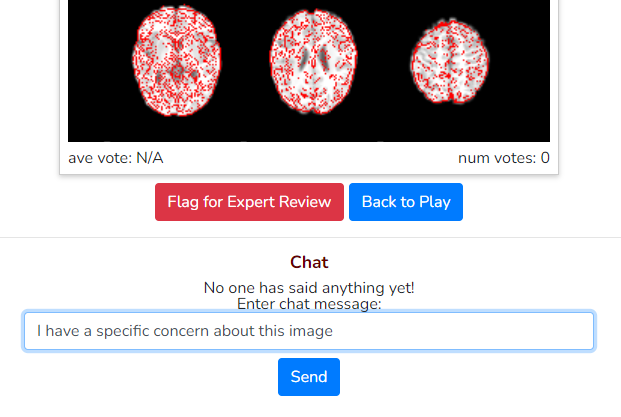 ave vote: N/A num votes: 0
Flag for Expert Review Back to Play
Chat
No one has said anything yet!
Enter chat message:
I have a specific concern about this image
Send